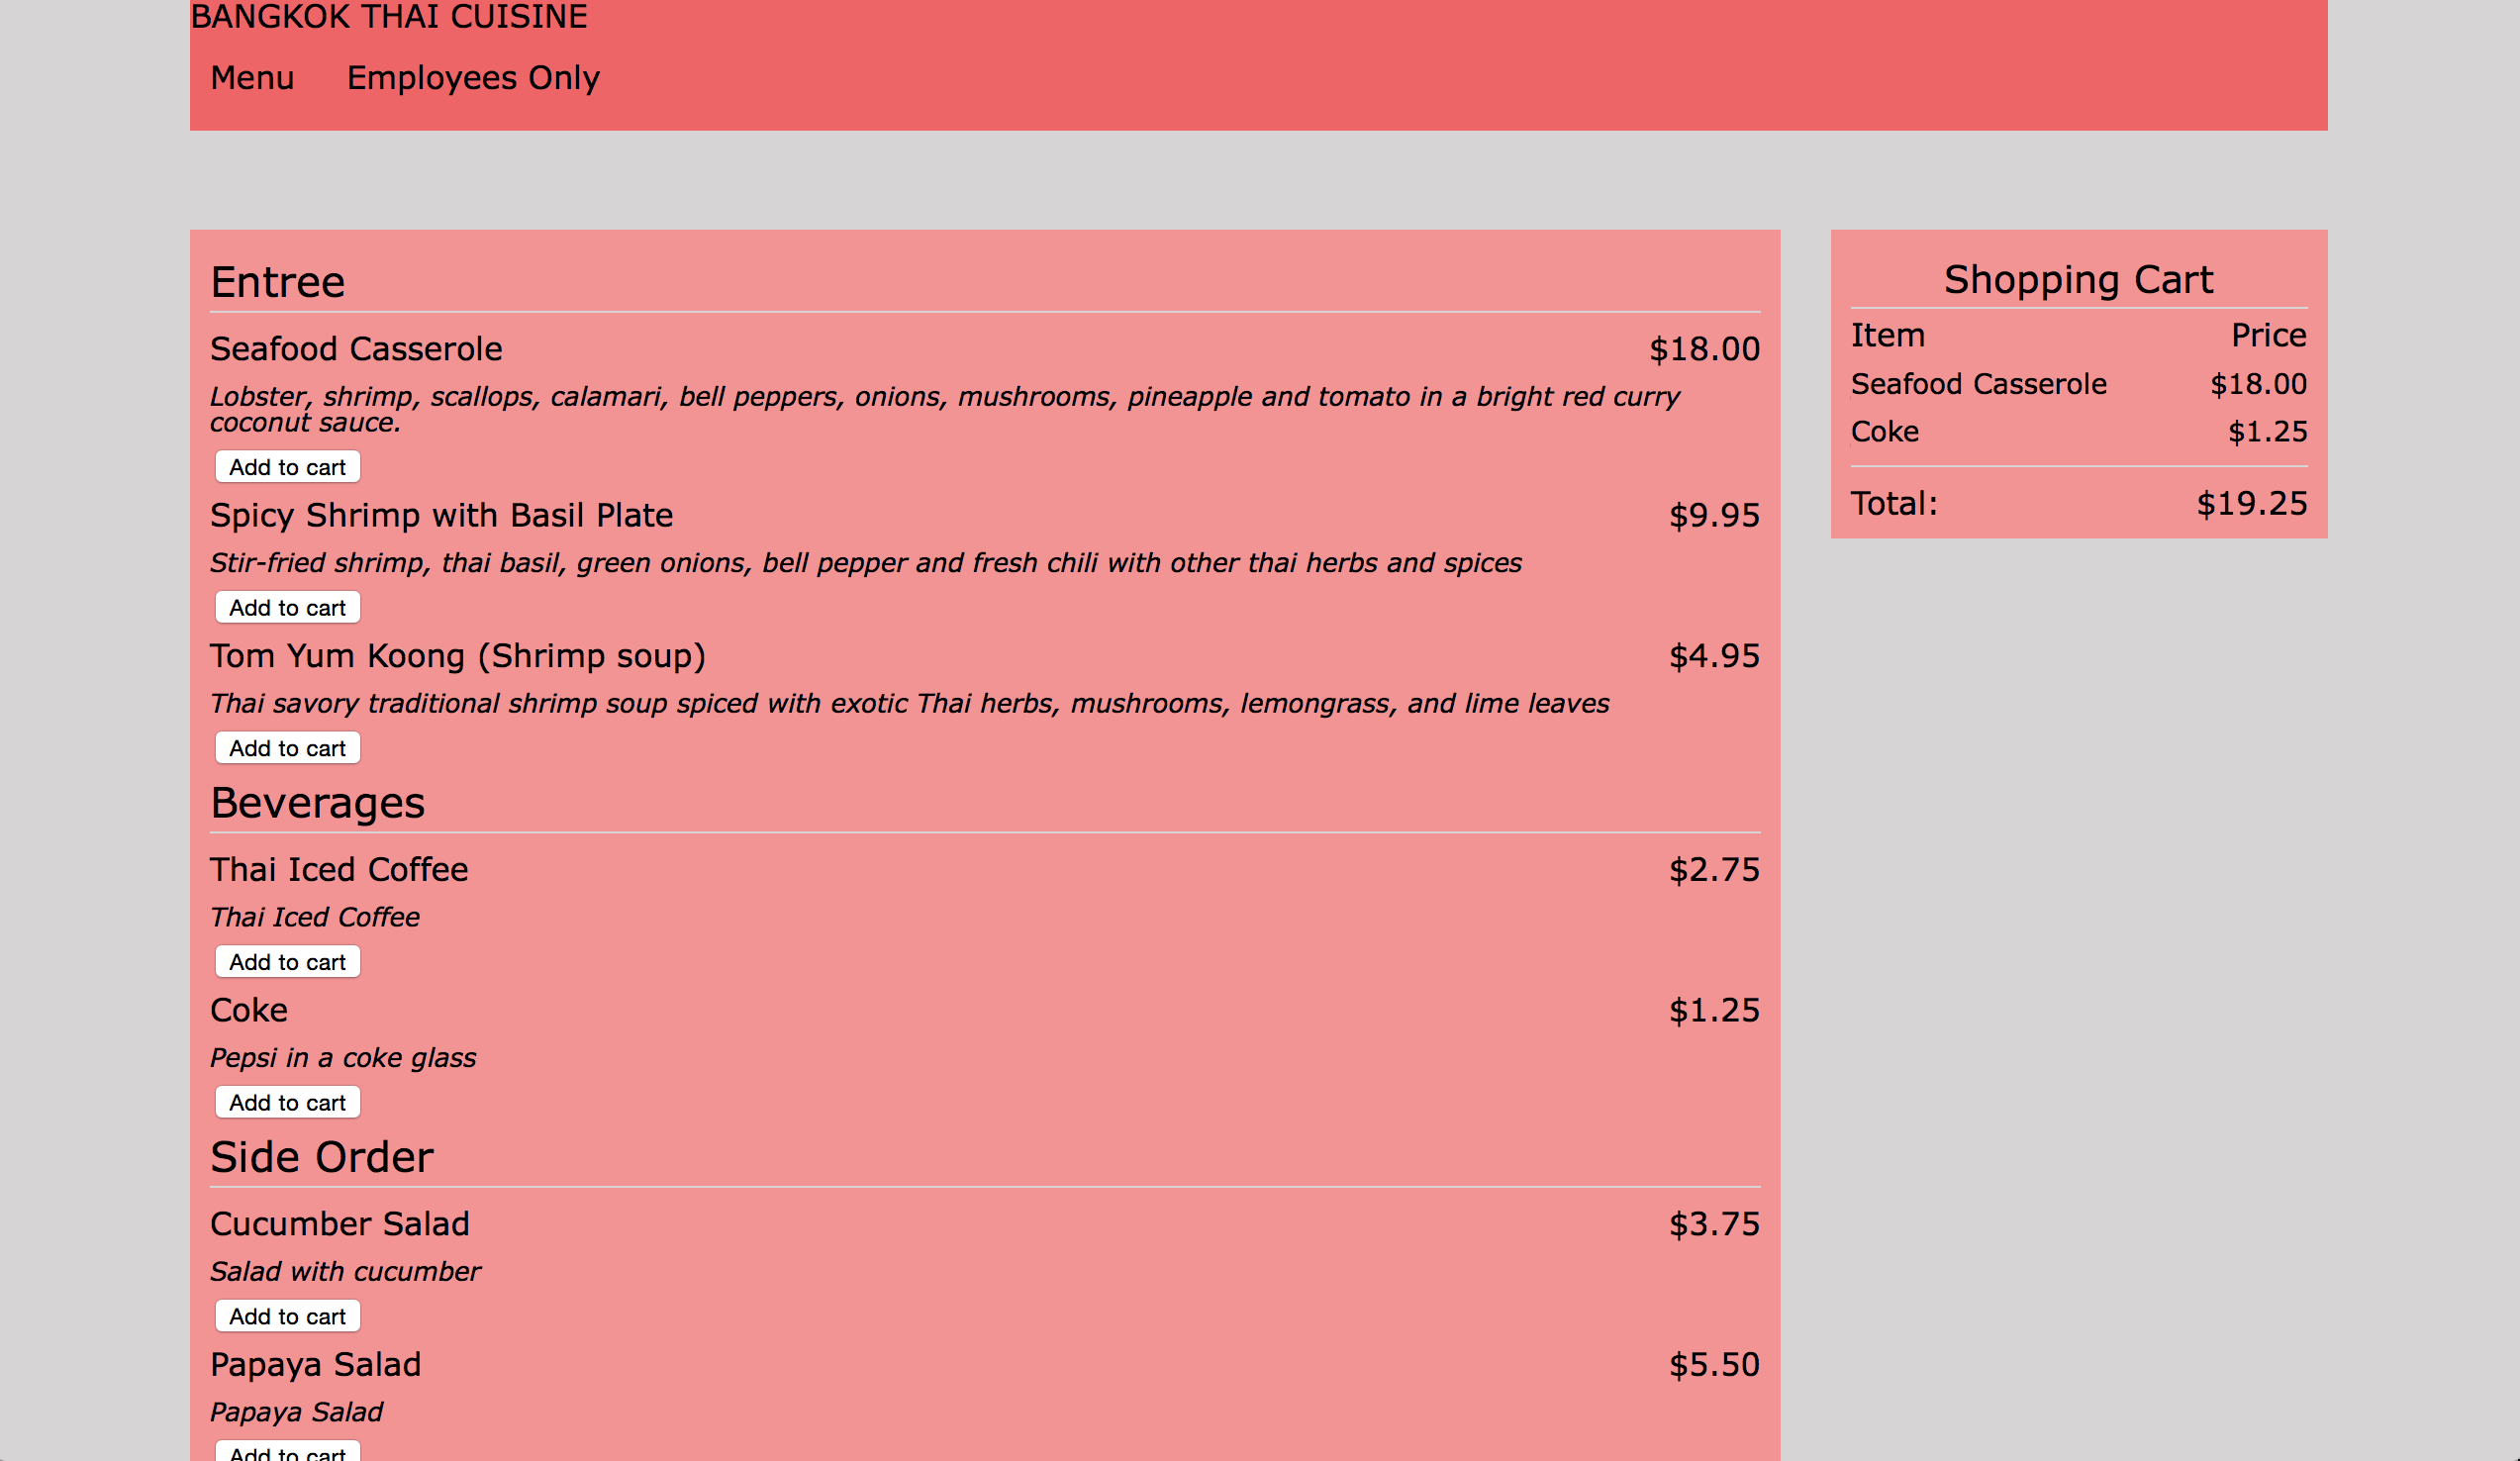 BANGKOK THAI CUISINE
Menu Employees Only
Entree
Seafood Casserole $18.00
Lobster, shrimp, scallops, calamari, bell peppers, onions, mushrooms, pineapple and tomato in a bright red curry
coconut sauce.
Add to cart
Spicy Shrimp with Basil Plate $9.95
Stir-fried shrimp, thai basil, green onions, bell pepper and fresh chili with other thai herbs and spices
Add to cart
Tom Yum Koong (Shrimp soup) $4.95
Thai savory traditional shrimp soup spiced with exotic Thai herbs, mushrooms, lemongrass, and lime leaves
Add to cart
Beverages
Thai Iced Coffee $2.75
Thai Iced Coffee
Add to cart
Coke $1.25
Pepsi in a coke glass
Add to cart
Side Order
Cucumber Salad $3.75
Salad with cucumber
Add to cart
Papaya Salad $5.50
Papaya Salad
Add to cart
Shopping Cart
Item Price
Seafood Casserole $18.00
Coke $1.25
Total: $19.25